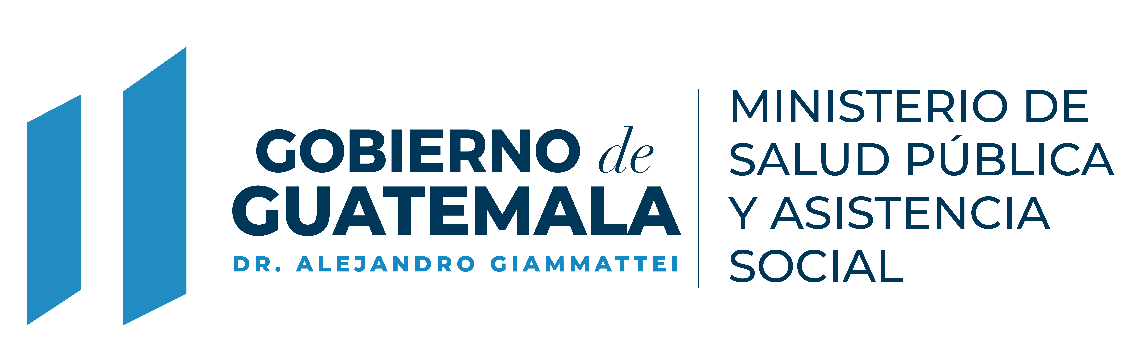 GOBIERNO de
GUATEMALA
DR. ALEJANDRO GIAMMATTEI
MINISTERIO DE
SALUD PÚBLICA
Y ASISTENCIA
SOCIAL